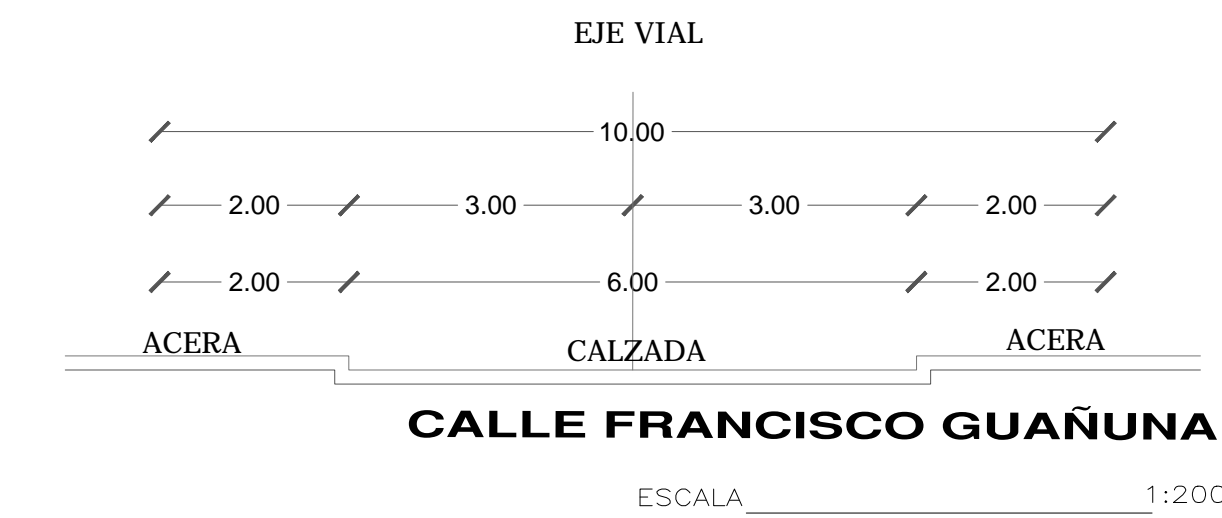 EJE VIAL
10.00
2.00 3.00 3.00 2.00
2.00 6.00 2.00
ACERA CALZADA ACERA
CALLE FRANCISCO GUAÑUNA
ESCALA 1:200